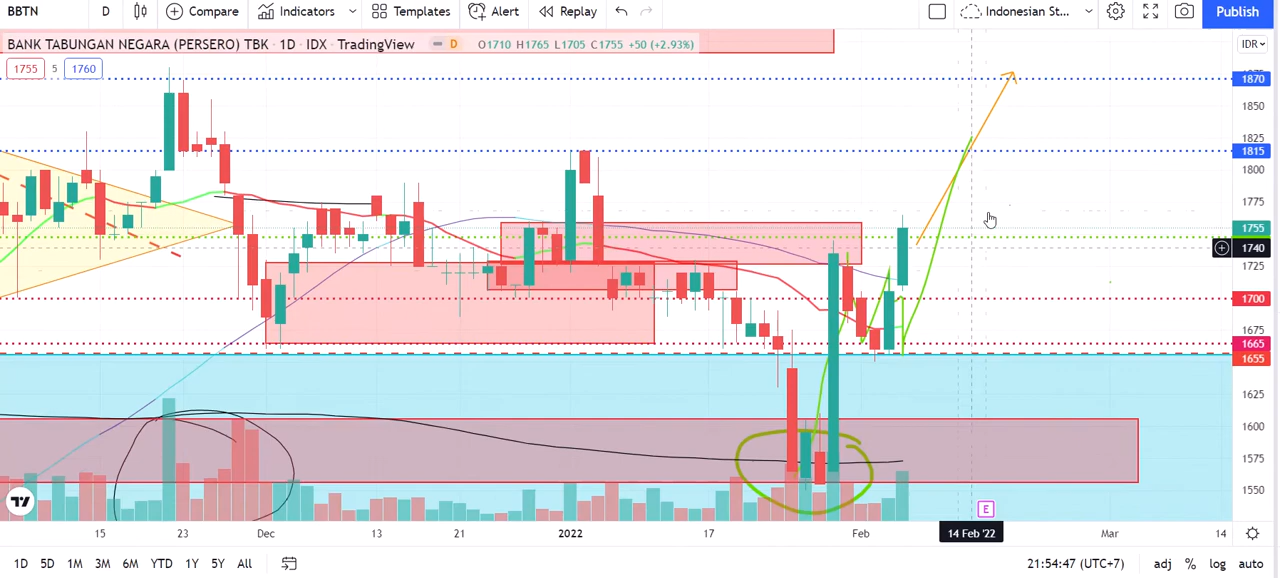 BBTN D Compare Indicators Templates Alert Replay Indonesian St... Publish
BANK TABUNGAN NEGARA (PERSERO) TBK · 1D · IDX · TradingView D O1710 H1765 L1705 C1755 +50 (+2.93%) IDR
1755 5 1760
1870
1850
1825
1815
1800
1775
1755
1740
1725
1700
1675
1665
1655
1625
1600
1575
1550
E
15 23 Dec 13 21 2022 17 Feb 14 Feb '22 Mar 14
1D 5D 1M 3M 6M YTD 1Y 5Y All 21:54:47 (UTC+7) adj % log auto